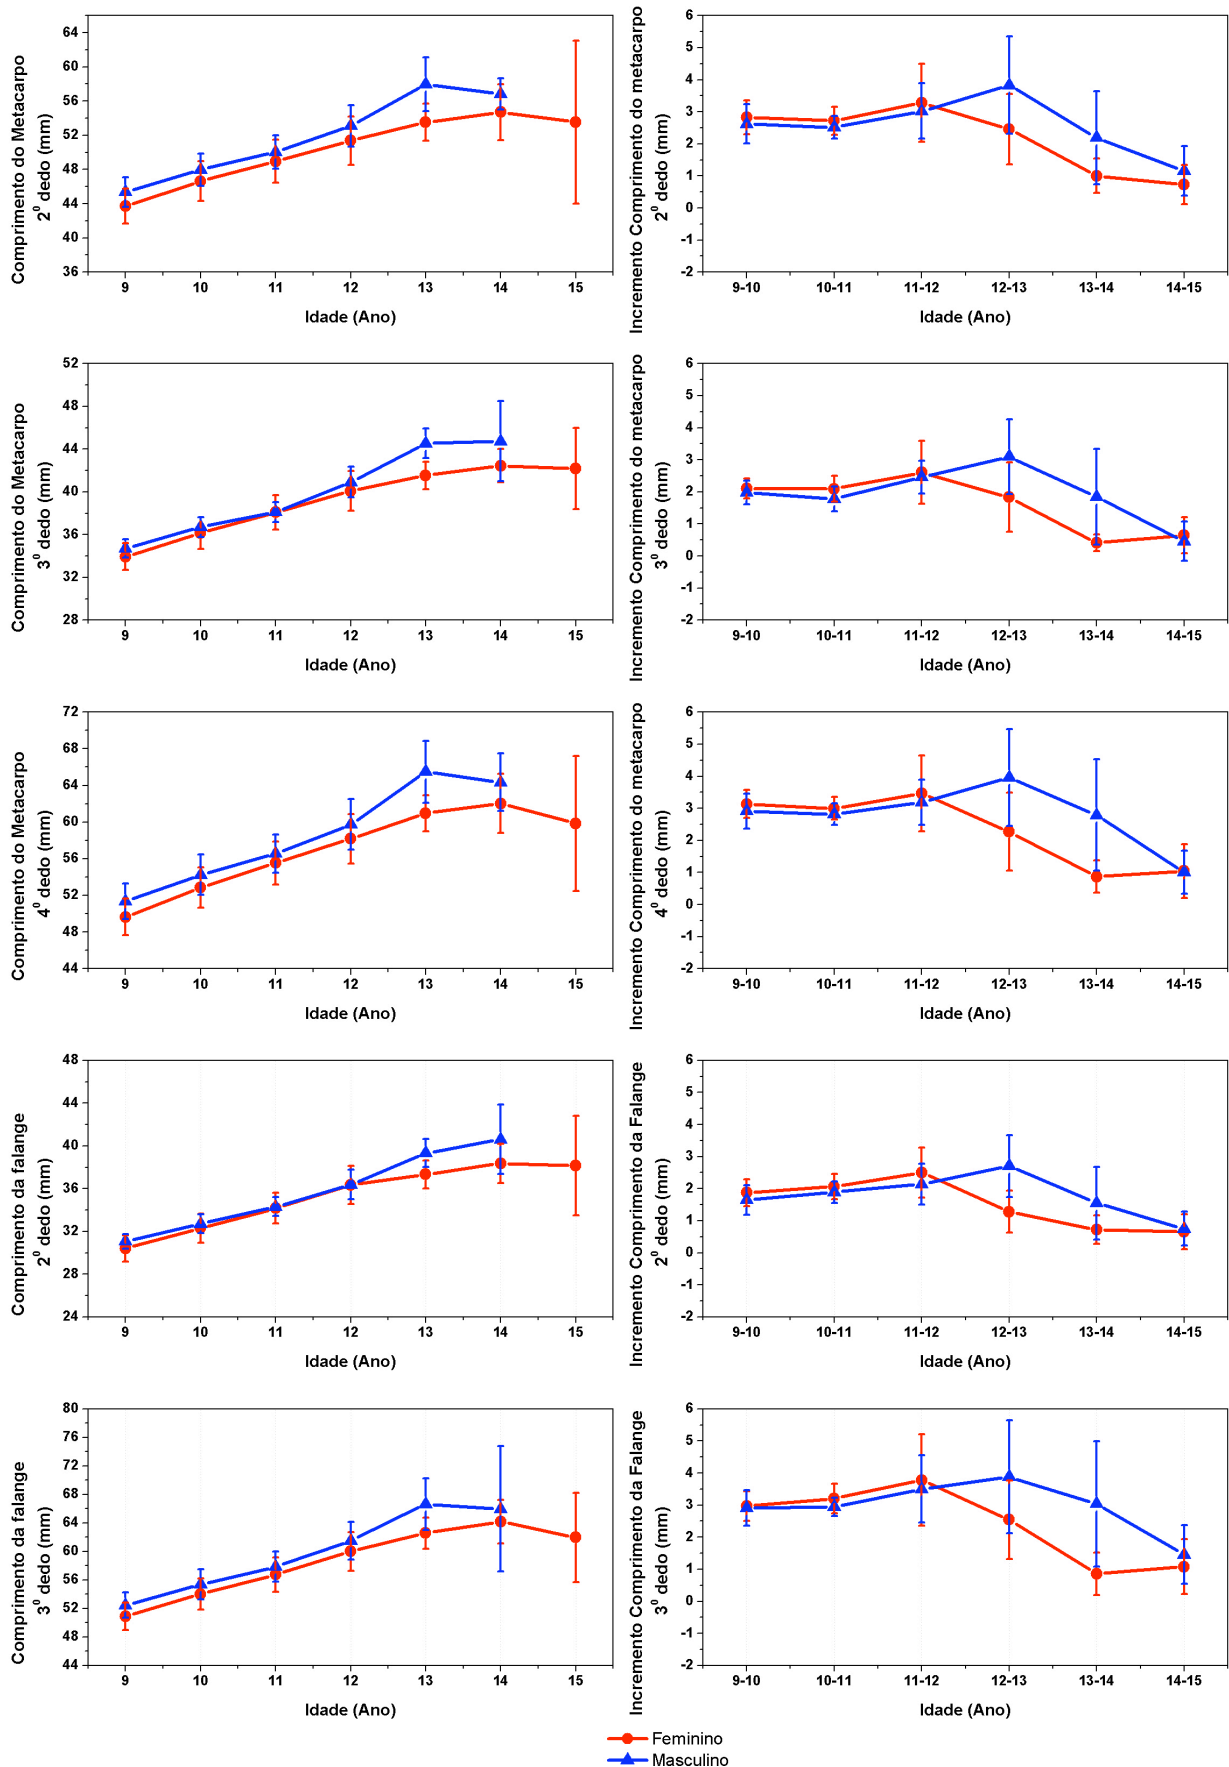 Comprimento do Metacarpo
2⁰ dedo (mm)
64
60
56
52
48
44
40
36
9 10 11 12 13 14 15
Idade (Ano)
Incremento Comprimento do metacarpo
2⁰ dedo (mm)
6
5
4
3
2
1
0
-1
-2
9-10 10-11 11-12 12-13 13-14 14-15
Idade (Ano)
Comprimento do Metacarpo
3⁰ dedo (mm)
52
48
44
40
36
32
28
9 10 11 12 13 14 15
Idade (Ano)
Incremento Comprimento do metacarpo
3⁰ dedo (mm)
6
5
4
3
2
1
0
-1
-2
9-10 10-11 11-12 12-13 13-14 14-15
Idade (Ano)
Comprimento do Metacarpo
4⁰ dedo (mm)
72
68
64
60
56
52
48
44
9 10 11 12 13 14 15
Idade (Ano)
Incremento Comprimento do metacarpo
4⁰ dedo (mm)
6
5
4
3
2
1
0
-1
-2
9-10 10-11 11-12 12-13 13-14 14-15
Idade (Ano)
Comprimento da falange
2⁰ dedo (mm)
48
44
40
36
32
28
24
9 10 11 12 13 14 15
Idade (Ano)
Incremento Comprimento da Falange
2⁰ dedo (mm)
6
5
4
3
2
1
0
-1
-2
9-10 10-11 11-12 12-13 13-14 14-15
Idade (Ano)
Comprimento da falange
3⁰ dedo (mm)
80
76
72
68
64
60
56
52
48
44
9 10 11 12 13 14 15
Idade (Ano)
Incremento Comprimento da Falange
3⁰ dedo (mm)
6
5
4
3
2
1
0
-1
-2
9-10 10-11 11-12 12-13 13-14 14-15
Idade (Ano)
Feminino
Masculino